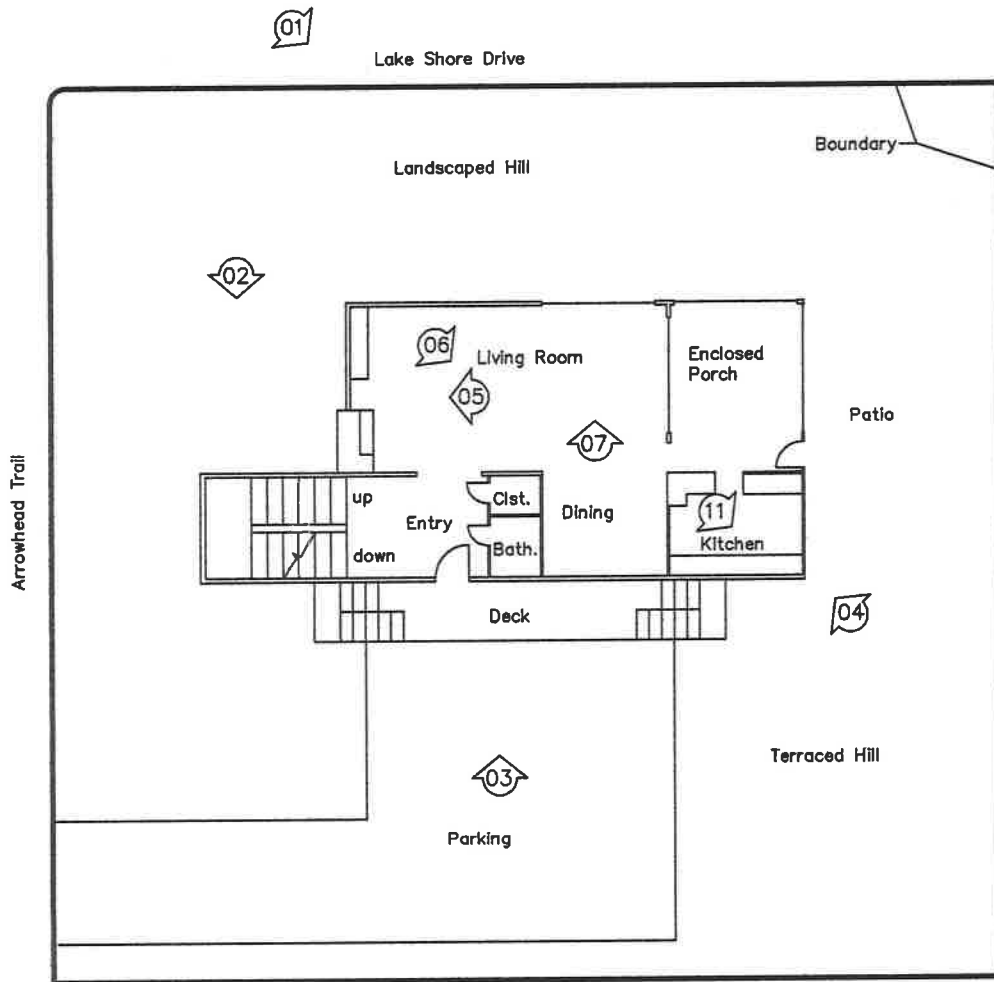 01
Lake Shore Drive
Boundary
Landscaped Hill
02
06
Living Room
Enclosed
Porch
05
Patio
07
Arrowhead Trail
up
Clst.
Entry
Dining
11
down
Bath.
Kitchen
Deck
04
Terraced Hill
03
Parking